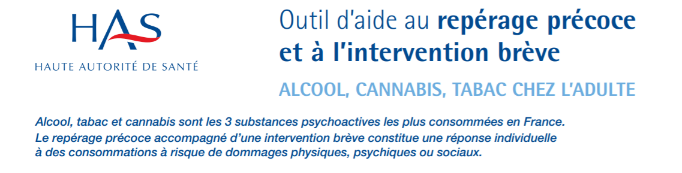 HAS
HAUTE AUTORITÉ DE SANTÉ
Outil d'aide au repérage précoce
et à l'intervention brève
ALCOOL, CANNABIS, TABAC CHEZ L'ADULTE
Alcool, tabac et cannabis sont les 3 substances psychoactives les plus consommées en France.
Le repérage précoce accompagné d'une intervention brève constitue une réponse individuelle
à des consommations à risque de dommages physiques, psychiques ou sociaux.